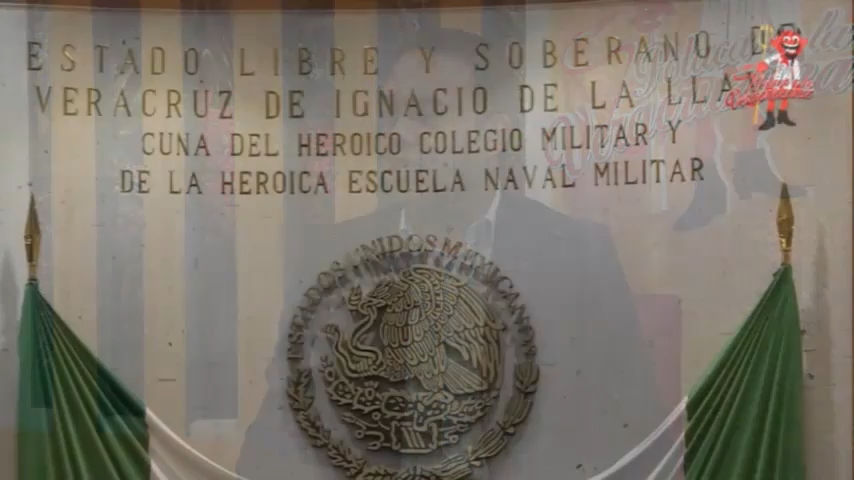 ESTADO LIBRE Y SOBERANO DE
VERACRUZ DE IGNACIO DE LA LLAVE
CUNA DEL HEROICO COLEGIO MILITAR Y
DE LA HEROICA ESCUELA NAVAL MILITAR
ESTADOS UNIDOS MEXICANOS